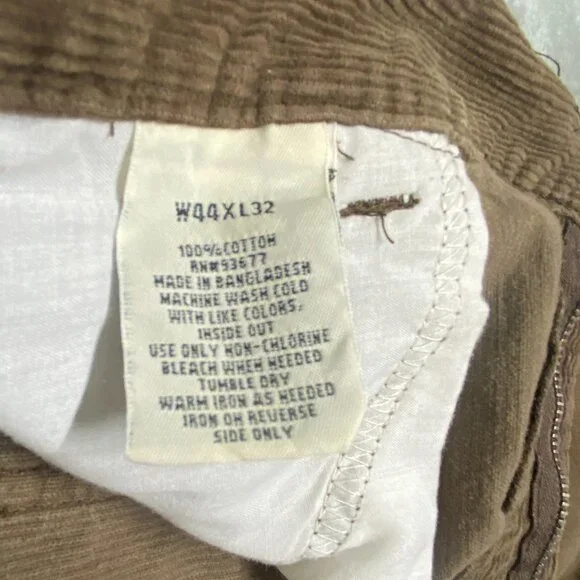 W44XL32
100% COTTON
RN#93677
MADE IN BANGLADESH
MACHINE WASH COLD
WITH LIKE COLORS.
INSIDE OUT
USE ONLY NON-CHLORINE
BLEACH WHEN NEEDED
TUMBLE DRY
WARM IRON AS NEEDED
IRON ON REVERSE
SIDE ONLY